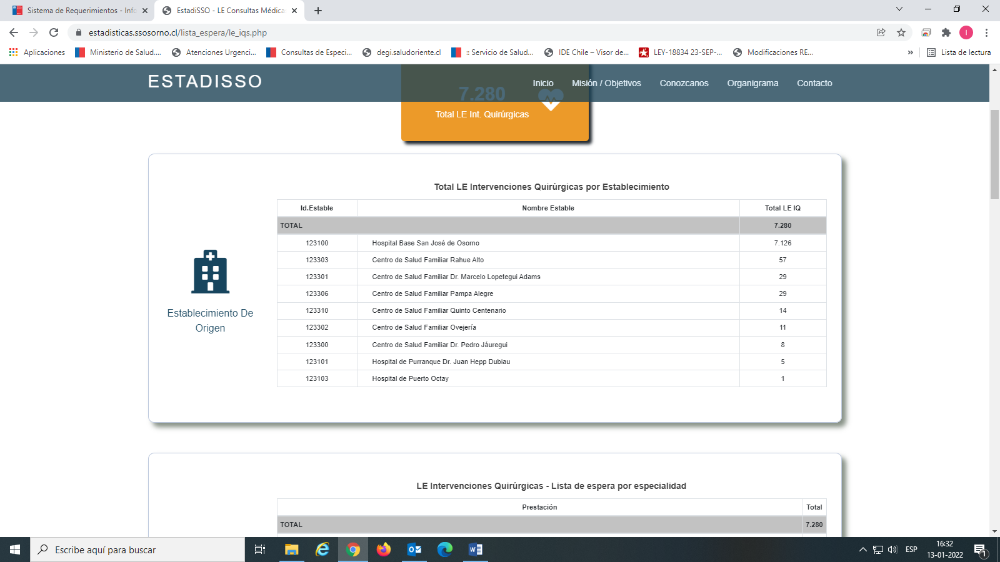 Sistema de Requerimientos - Info
EstadiSSO - LE Consultas Médica
estadisticas.ssosorno.cl/lista_espera/le_iqs.php
I
Aplicaciones
Ministerio de Salud....
Atenciones Urgenci...
Consultas de Especi...
degi.saludoriente.cl
:: Servicio de Salud...
IDE Chile – Visor de...
LEY-18834 23-SEP-...
Modificaciones RE...
»
Lista de lectura
ESTADISSO
Inicio
Misión / Objetivos
Conozcanos
Organigrama
Contacto
7.280
Total LE Int. Quirúrgicas
Establecimiento De
Origen
Total LE Intervenciones Quirúrgicas por Establecimiento
Id.Estable Nombre Estable Total LE IQ
TOTAL 7.280
123100 Hospital Base San José de Osorno 7.126
123303 Centro de Salud Familiar Rahue Alto 57
123301 Centro de Salud Familiar Dr. Marcelo Lopetegui Adams 29
123306 Centro de Salud Familiar Pampa Alegre 29
123310 Centro de Salud Familiar Quinto Centenario 14
123302 Centro de Salud Familiar Ovejería 11
123300 Centro de Salud Familiar Dr. Pedro Jáuregui 8
123101 Hospital de Purranque Dr. Juan Hepp Dubiau 5
123103 Hospital de Puerto Octay 1
LE Intervenciones Quirúrgicas - Lista de espera por especialidad
Prestación Total
TOTAL 7.280
Escribe aquí para buscar
ESP
16:32
13-01-2022
1